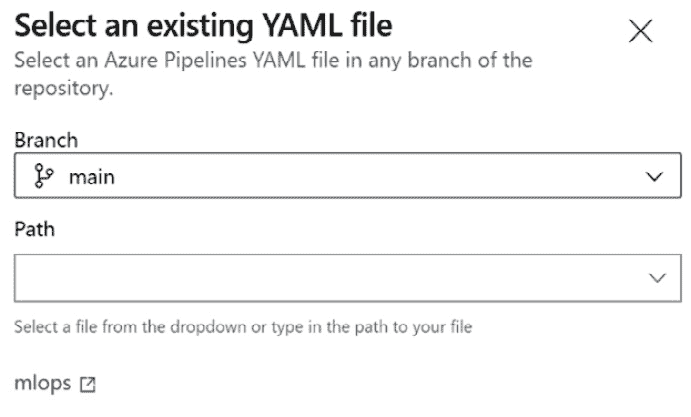 Select an existing YAML file
Select an Azure Pipelines YAML file in any branch of the
repository.
Branch
main
Path
Select a file from the dropdown or type in the path to your file
mlops